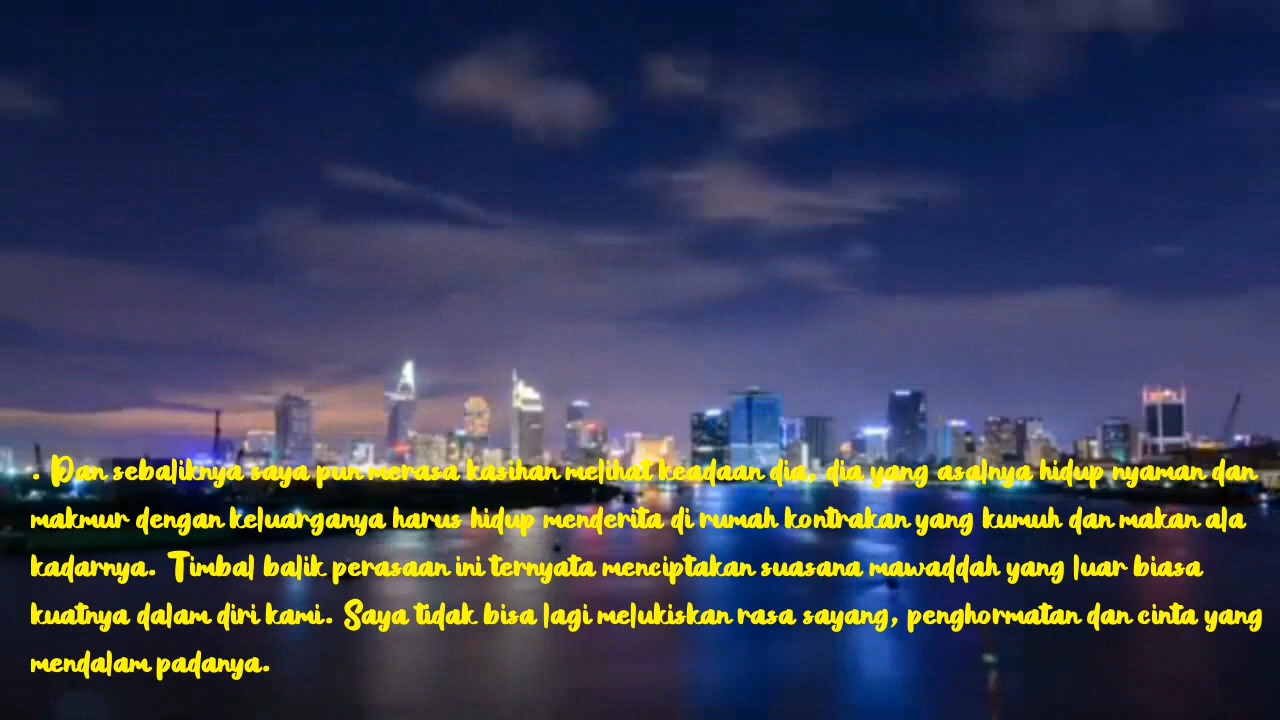 . Dan sebaliknya saya pun merasa kasihan melihat keadaan dia, dia yang asalnya hidup nyaman dan
makmur dengan keluarganya harus hidup menderita di rumah kontrakan yang kumuh dan makan ala
kadarnya. Timbal balik perasaan ini ternyata menciptakan suasana mawaddah yang luar biasa
kuatnya dalam diri kami. Saya tidak bisa lagi melukiskan rasa sayang, penghormatan dan cinta yang
mendalam padanya.